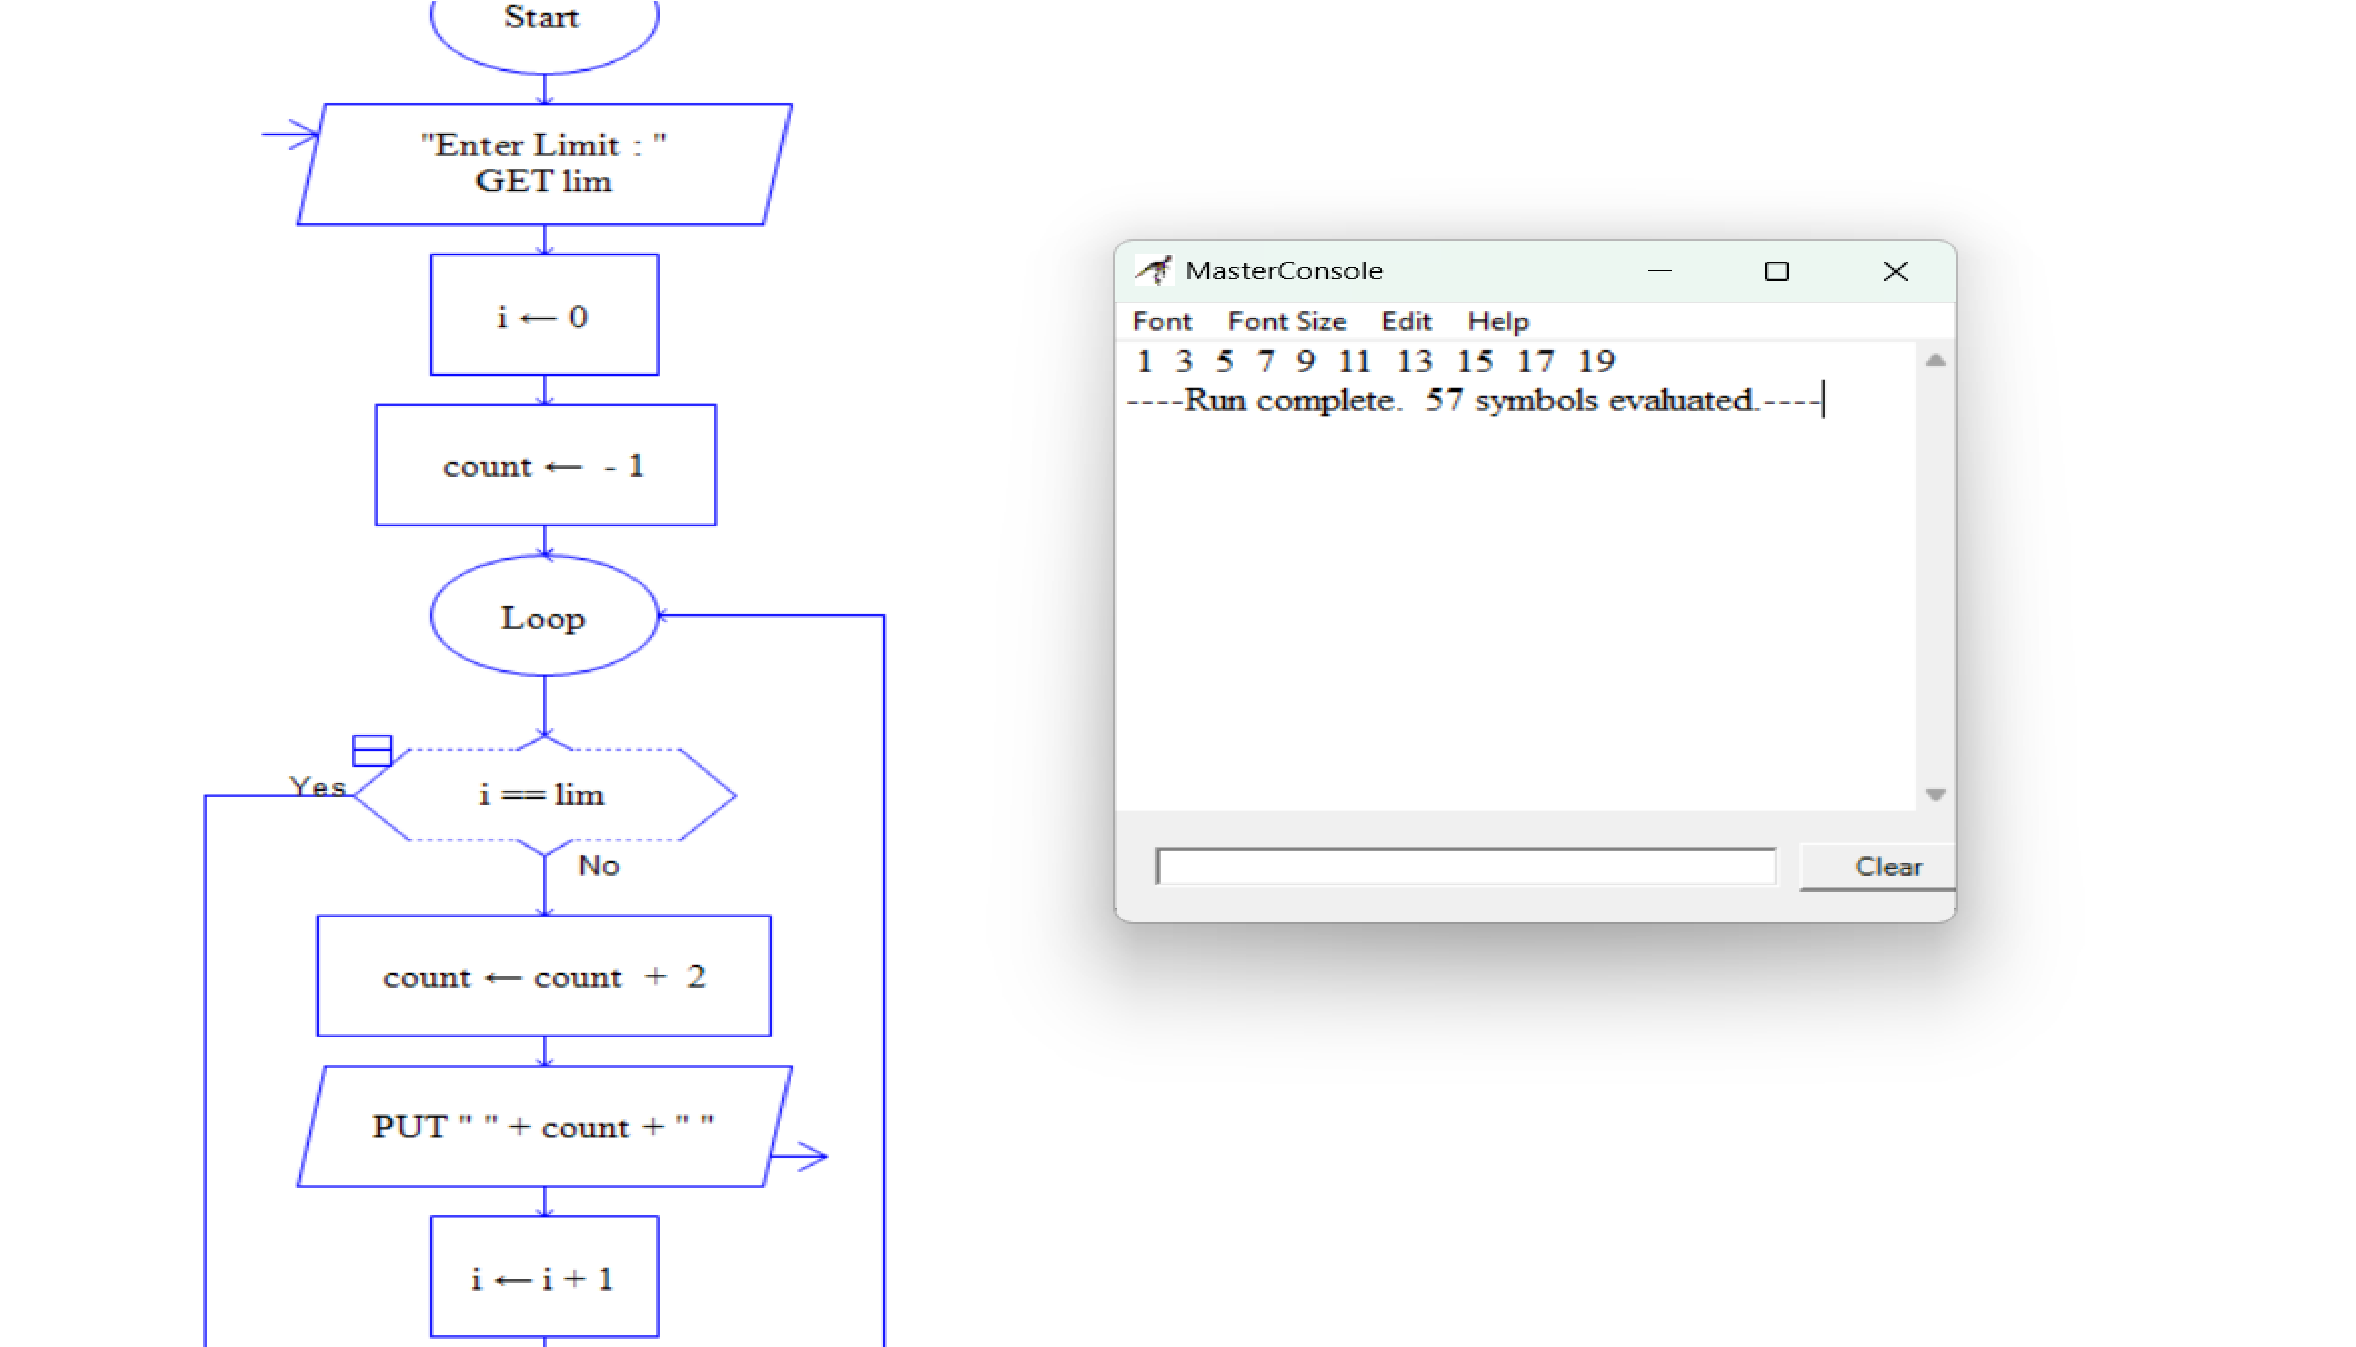 Start
"Enter Limit : "
GET lim
i ← 0
count ← - 1
Loop
Yes
i == lim
No
count ← count + 2
PUT " " + count + " "
i ← i + 1
MasterConsole
Font Font Size Edit Help
1 3 5 7 9 11 13 15 17 19
----Run complete. 57 symbols evaluated.----
Clear